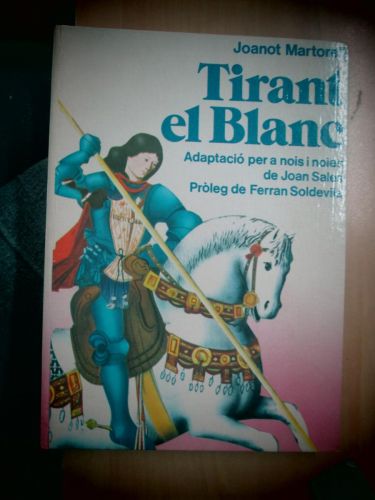 Joanot Martorell
Tirant
el Blanc
Adaptació per a nois i noies
de Joan Sales
Pròleg de Ferran Soldevila